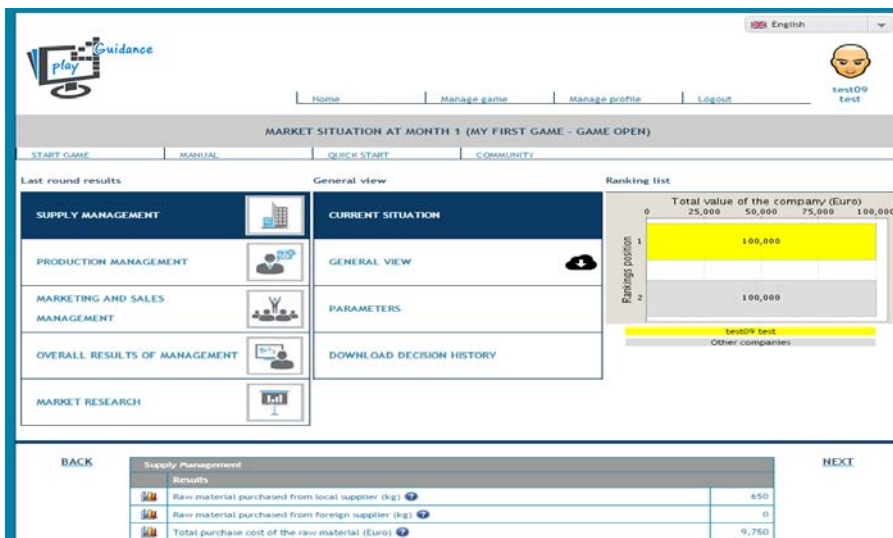 English
play Guidance
test09
test
Home Manage game Manage profile Logout
MARKET SITUATION AT MONTH 1 (MY FIRST GAME - GAME OPEN)
START GAME MANUAL QUICK START COMMUNITY
Last round results
SUPPLY MANAGEMENT
PRODUCTION MANAGEMENT
MARKETING AND SALES
MANAGEMENT
OVERALL RESULTS OF MANAGEMENT
MARKET RESEARCH
General view
CURRENT SITUATION
GENERAL VIEW
PARAMETERS
DOWNLOAD DECISION HISTORY
Ranking list
Total value of the company (Euro)
0 25,000 50,000 75,000 100,000
Rankings position
1 100,000
2 100,000
test09 test
Other companies
BACK
NEXT
Supply Management
Results
Raw material purchased from local supplier (kg) ? 650
Raw material purchased from foreign supplier (kg) ? 0
Total purchase cost of the raw material (Euro) ? 9,750